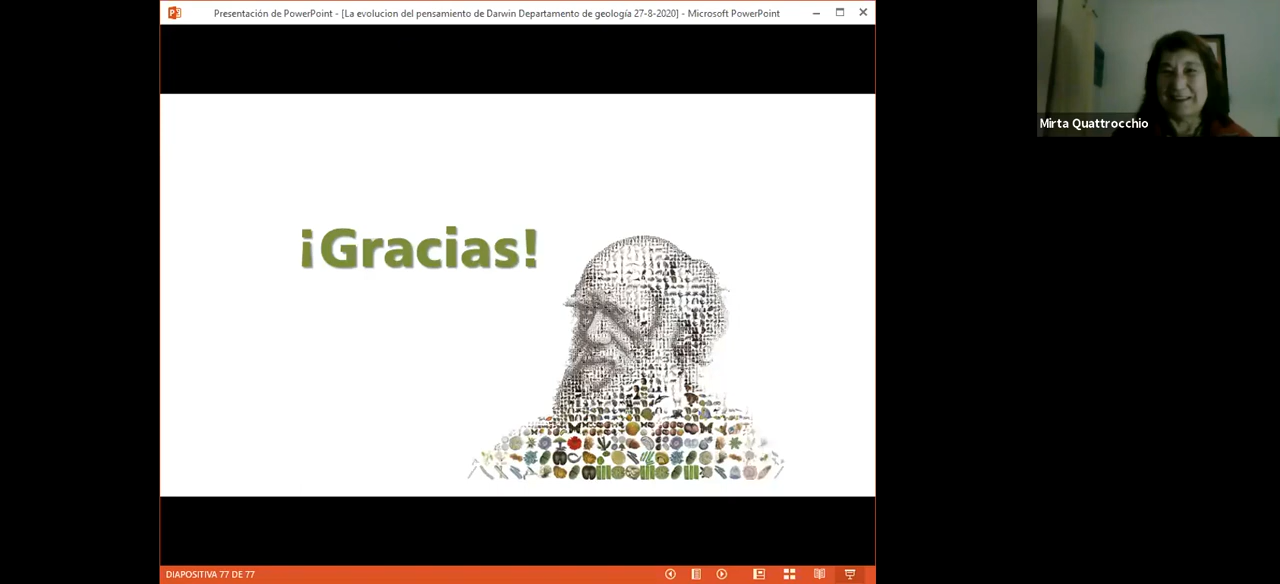 Presentación de PowerPoint - [La evolucion del pensamiento de Darwin Departamento de geología 27-8-2020] - Microsoft PowerPoint
Mirta Quattrocchio
¡Gracias!
DIAPOSITIVA 77 DE 77